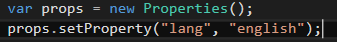 var props = new Properties();
props.setProperty("lang", "english");